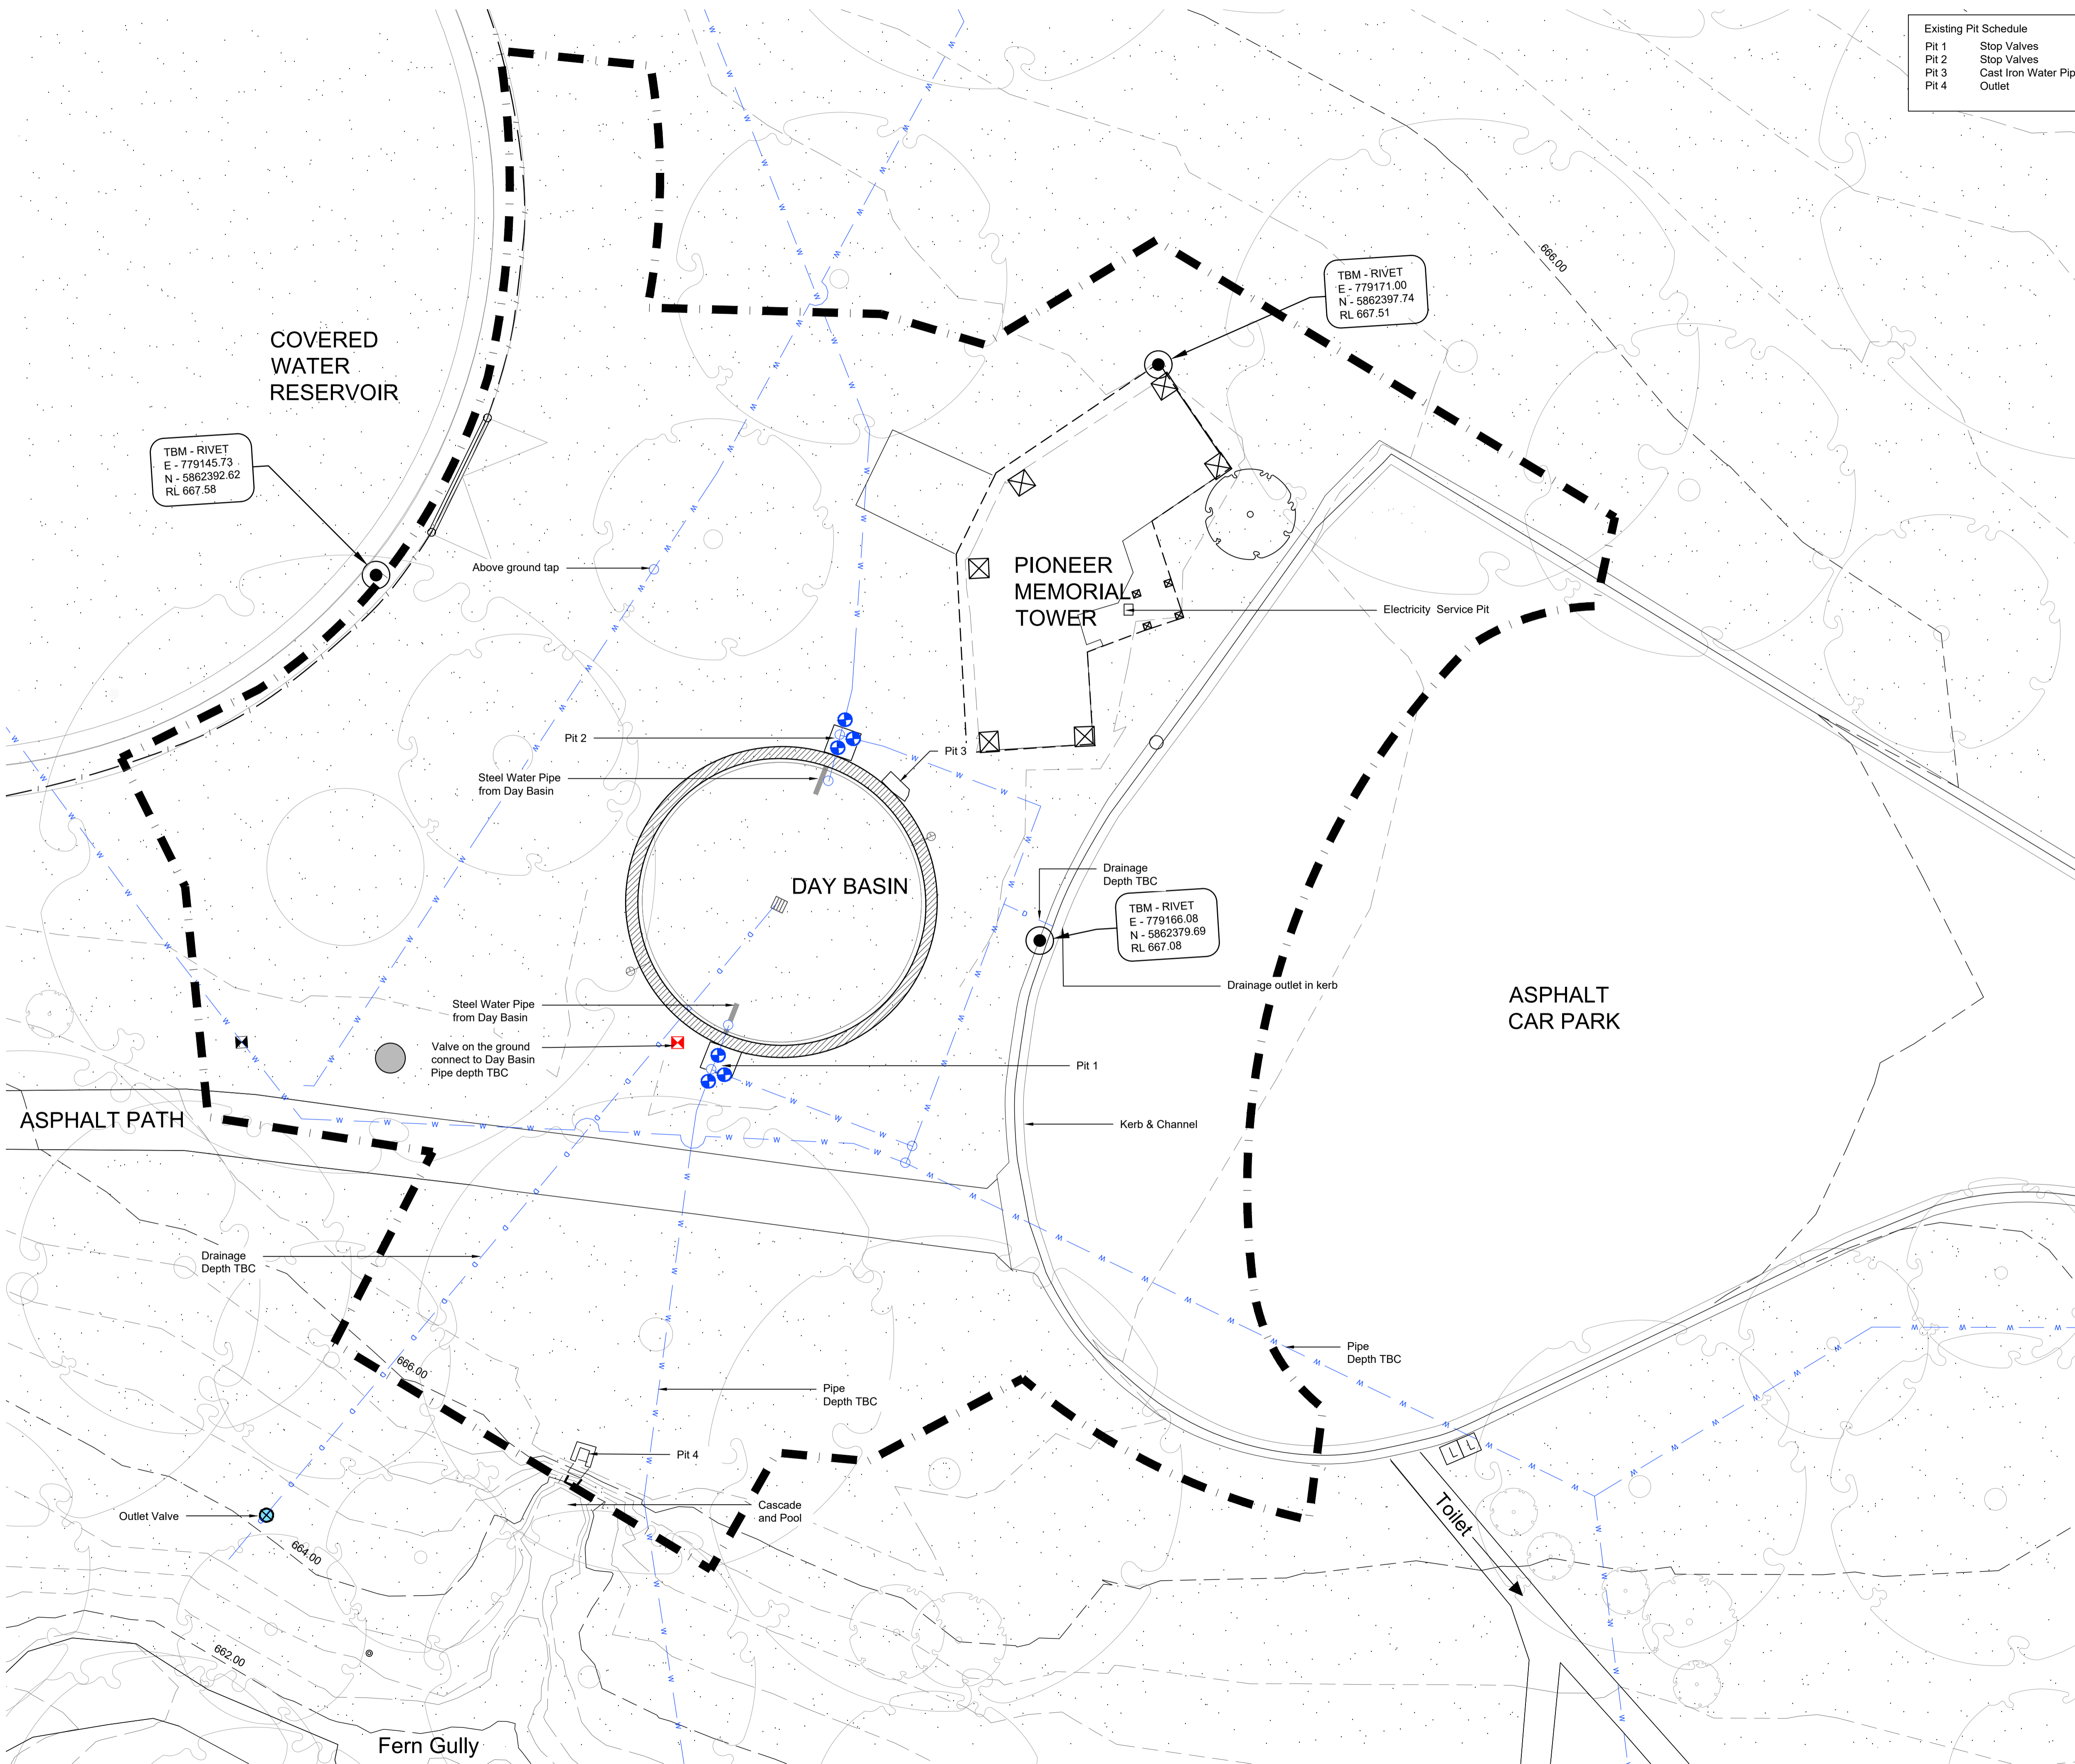 Existing Pit Schedule
Pit 1 Stop Valves
Pit 2 Stop Valves
Pit 3 Cast Iron Water Pip
Pit 4 Outlet
666.00
TBM - RIVET
E - 779171.00
N - 5862397.74
RL 667.51
COVERED
WATER
RESERVOIR
TBM - RIVET
E - 779145.73
N - 5862392.62
RL 667.58
Above ground tap
PIONEER
MEMORIAL
TOWER
Electricity Service Pit
Pit 2
Pit 3
Steel Water Pipe
from Day Basin
DAY BASIN
Drainage
Depth TBC
TBM - RIVET
E - 779166.08
N - 5862379.69
RL 667.08
Drainage outlet in kerb
ASPHALT
CAR PARK
Steel Water Pipe
from Day Basin
Valve on the ground
connect to Day Basin
Pipe depth TBC
Pit 1
ASPHALT PATH
Kerb & Channel
Drainage
Depth TBC
666.00
Pipe
Depth TBC
Pipe
Depth TBC
Pit 4
L L
Cascade
and Pool
Outlet Valve
Toilet
664.00
662.00
Fern Gully